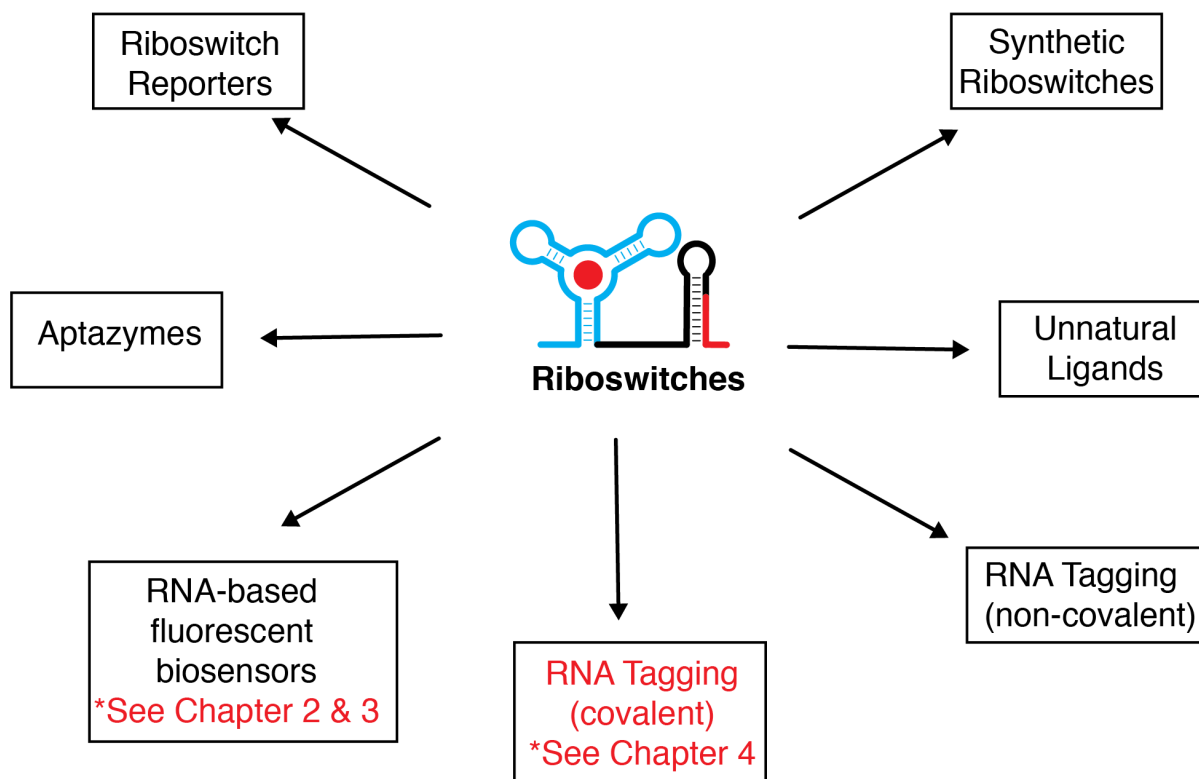 Riboswitch
Reporters
Synthetic
Riboswitches
Aptazymes
Riboswitches
Unnatural
Ligands
RNA-based
fluorescent
biosensors
*See Chapter 2 & 3
RNA Tagging
(covalent)
*See Chapter 4
RNA Tagging
(non-covalent)